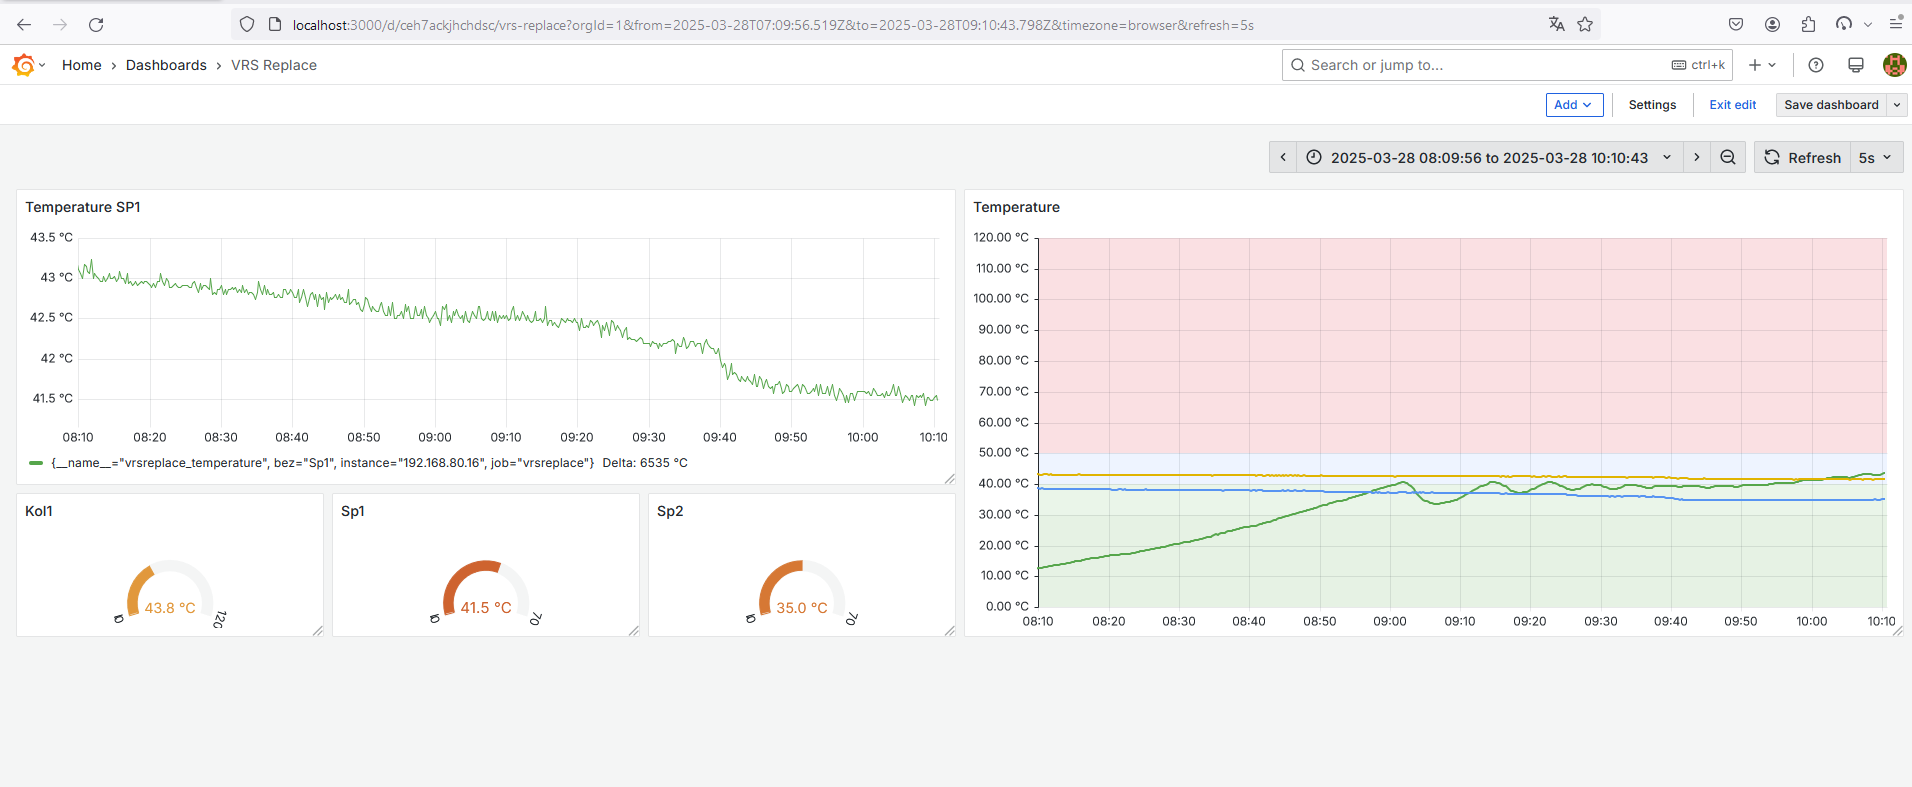 localhost:3000/d/ceh7ackjhchdsc/vrs-replace?orgId=1&from=2025-03-28T07:09:56.519Z&to=2025-03-28T09:10:43.798Z&timezone=browser&refresh=5s
Home › Dashboards › VRS Replace
Search or jump to...
ctrl+k
Add
Settings
Exit edit
Save dashboard
2025-03-28 08:09:56 to 2025-03-28 10:10:43
Refresh
5s
Temperature SP1
43.5 °C
43 °C
42.5 °C
42 °C
41.5 °C
08:10 08:20 08:30 08:40 08:50 09:00 09:10 09:20 09:30 09:40 09:50 10:00 10:10
{__name__="vrsreplace_temperature", bez="Sp1", instance="192.168.80.16", job="vrsreplace"} Delta: 6535 °C
Kol1
43.8 °C
120
Sp1
41.5 °C
70
Sp2
35.0 °C
70
Temperature
120.00 °C
110.00 °C
100.00 °C
90.00 °C
80.00 °C
70.00 °C
60.00 °C
50.00 °C
40.00 °C
30.00 °C
20.00 °C
10.00 °C
0.00 °C
08:10 08:20 08:30 08:40 08:50 09:00 09:10 09:20 09:30 09:40 09:50 10:00 10:10